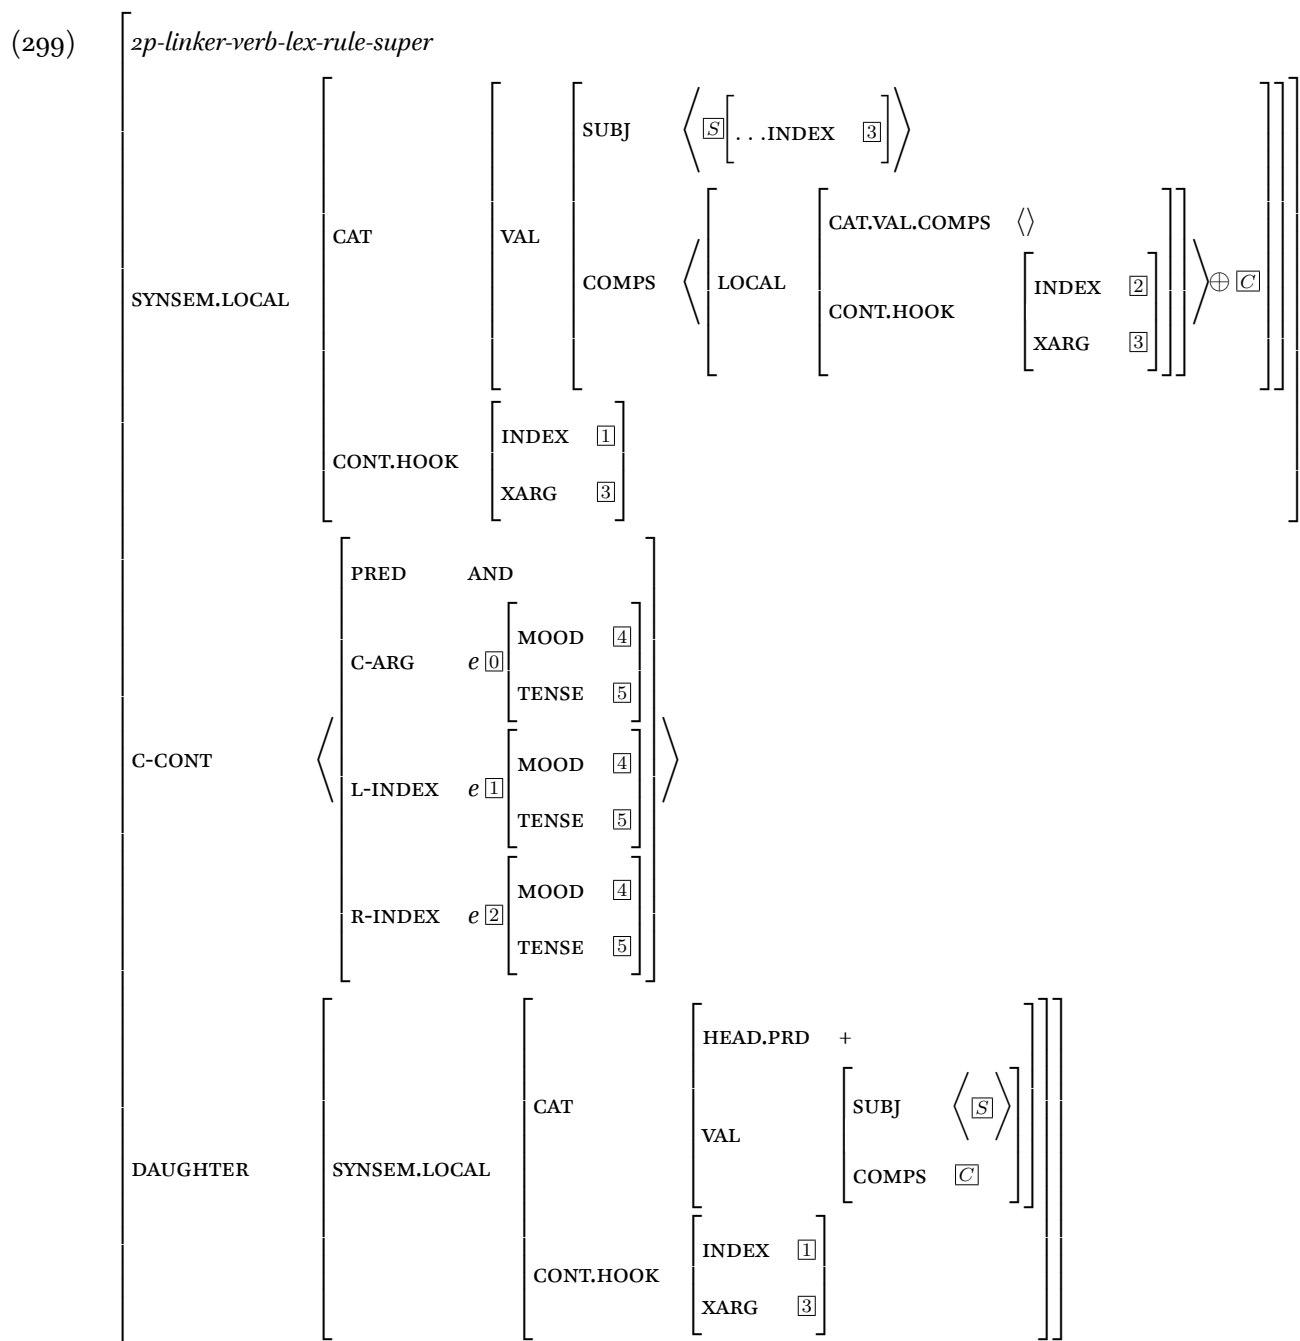 (299) 2p-linker-verb-lex-rule-super
SUBJ ⟨ S [ . . .INDEX 3 ] ⟩
CAT.VAL.COMPS ⟨⟩
CAT VAL
COMPS ⟨ LOCAL INDEX 2 ⟩ ⊕ C
SYNSEM.LOCAL
CONT.HOOK
XARG 3
INDEX 1
CONT.HOOK
XARG 3
PRED AND
MOOD 4
C-ARG e 0
TENSE 5
C-CONT ⟨ MOOD 4 ⟩
L-INDEX e 1
TENSE 5
MOOD 4
R-INDEX e 2
TENSE 5
HEAD.PRD +
CAT SUBJ ⟨ S ⟩
VAL
DAUGHTER SYNSEM.LOCAL COMPS C
INDEX 1
CONT.HOOK
XARG 3